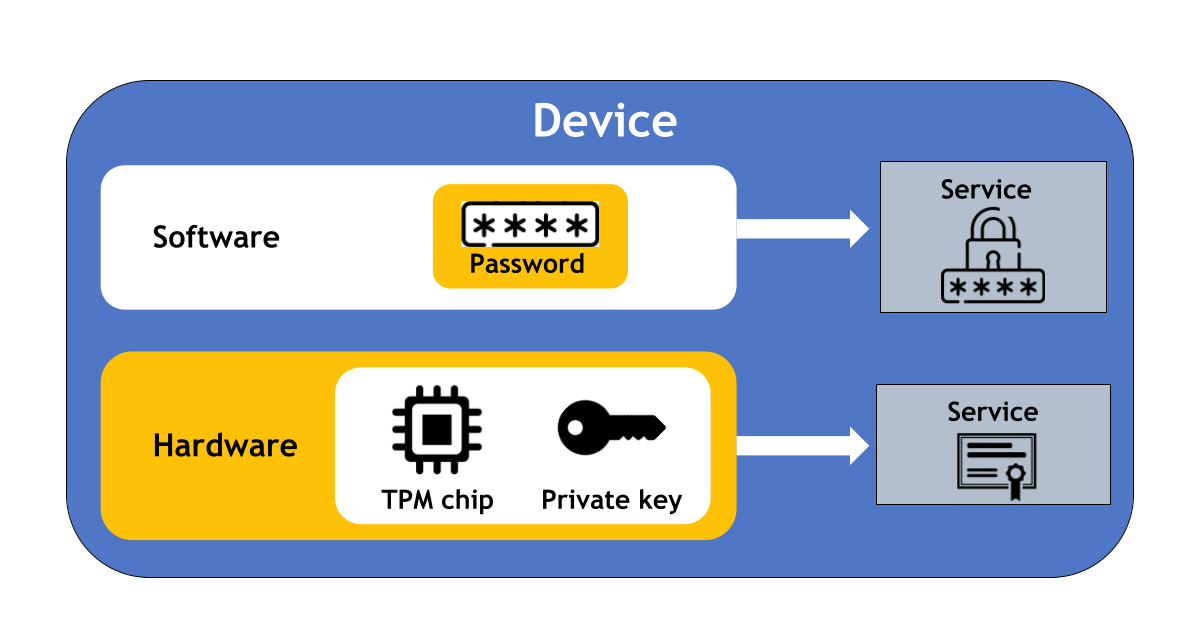 Device
Software
* * * *
Password
Service
* * * *
Hardware
TPM chip
Private key
Service